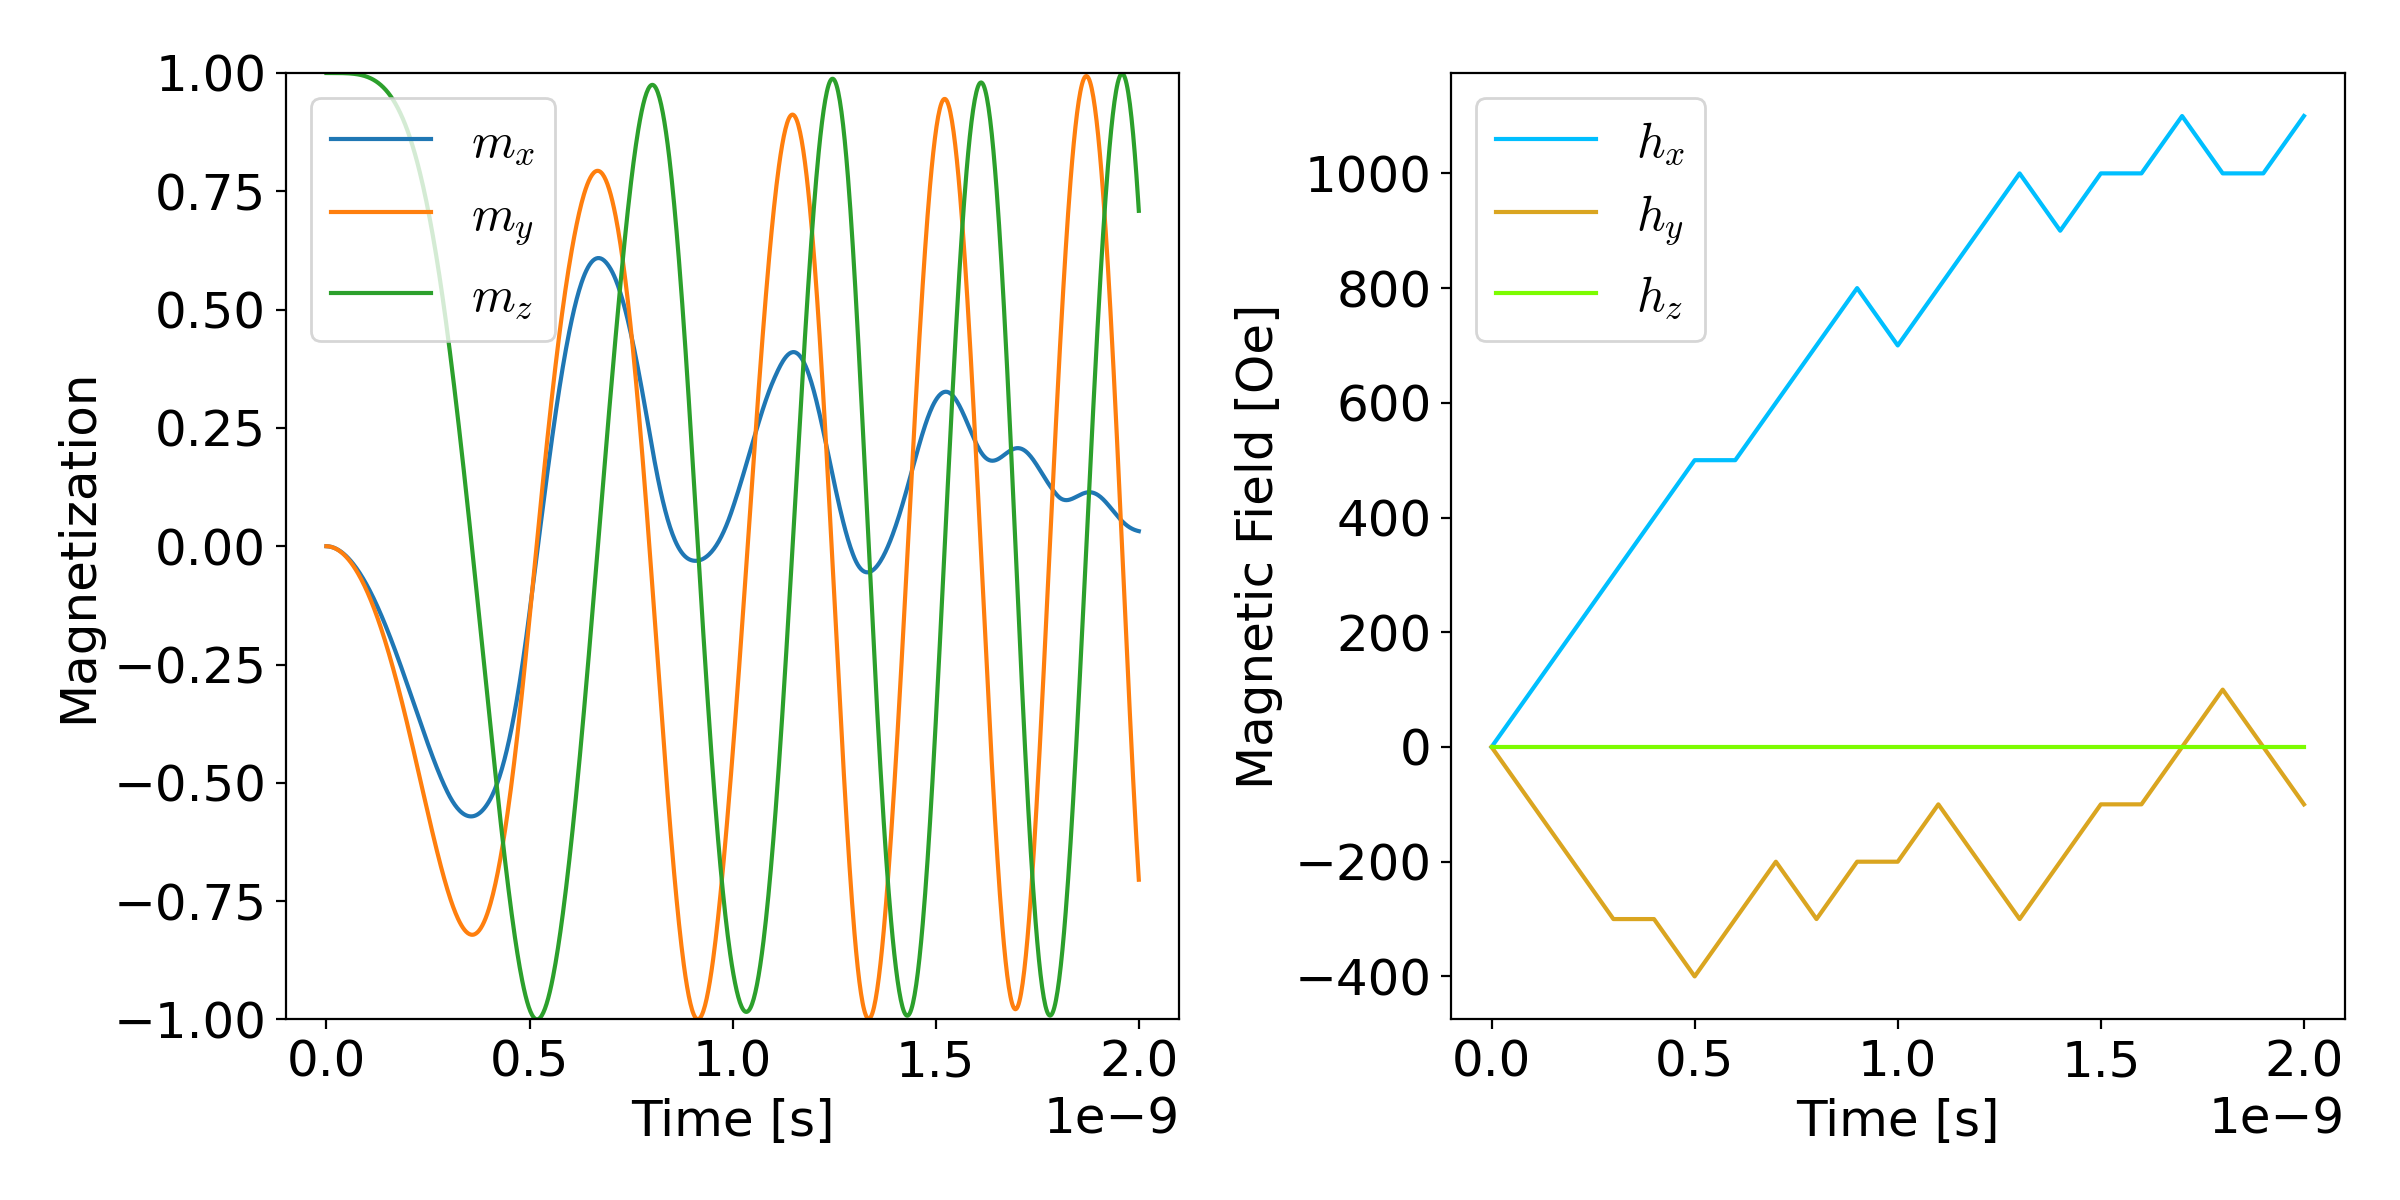 Magnetization
1.00
0.75
0.50
0.25
0.00
−0.25
−0.50
−0.75
−1.00
m_x
m_y
m_z
0.0 0.5 1.0 1.5 2.0
Time [s]
1e−9
Magnetic Field [Oe]
1000
800
600
400
200
0
−200
−400
h_x
h_y
h_z
0.0 0.5 1.0 1.5 2.0
Time [s]
1e−9